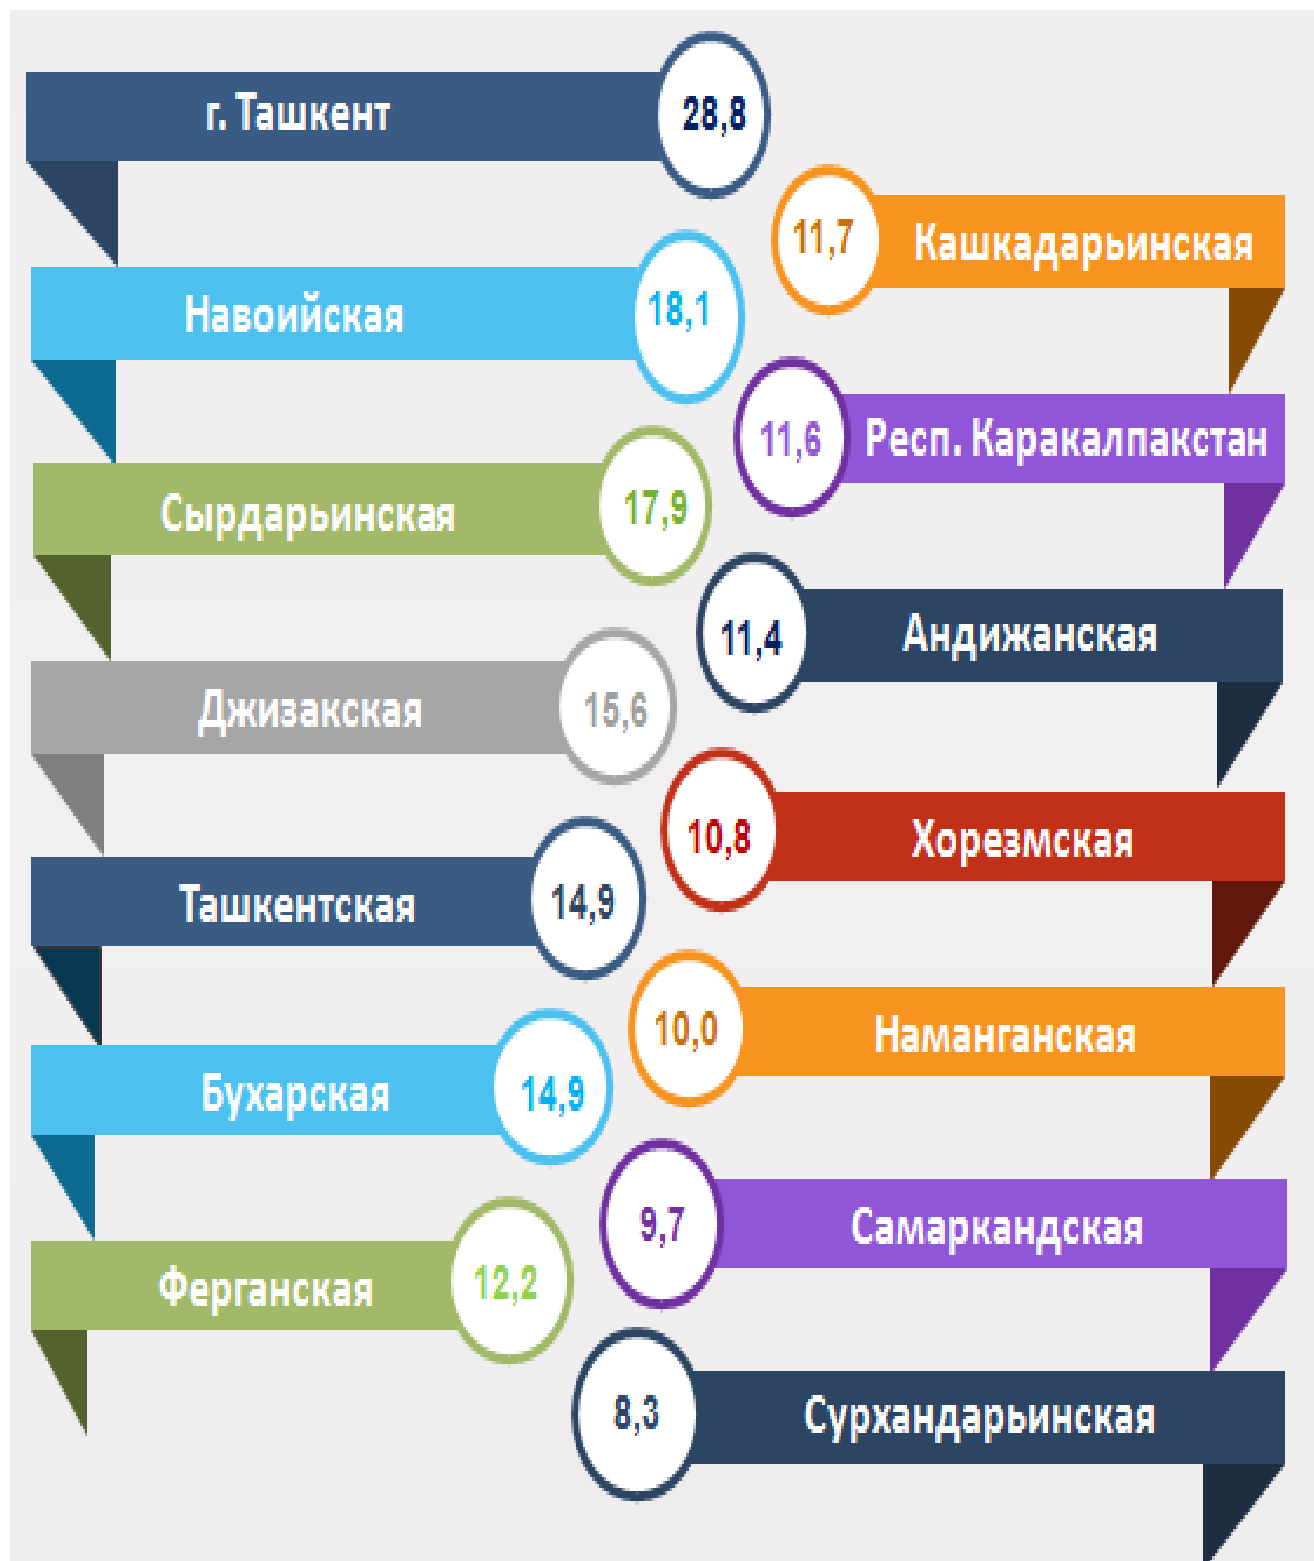 г. Ташкент
28,8
Навоийская
18,1
Сырдарьинская
17,9
Джизакская
15,6
Ташкентская
14,9
Бухарская
14,9
Ферганская
12,2
11,7
Кашкадарьинская
11,6
Респ. Каракалпакстан
11,4
Андижанская
10,8
Хорезмская
10,0
Наманганская
9,7
Самаркандская
8,3
Сурхандарьинская